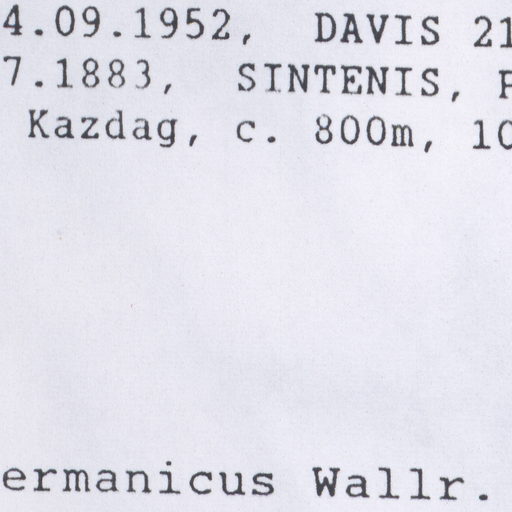 4.09.1952, DAVIS 21
7.1883, SINTENIS,
Kazdag, c. 800m, 10
ermanicus Wallr.